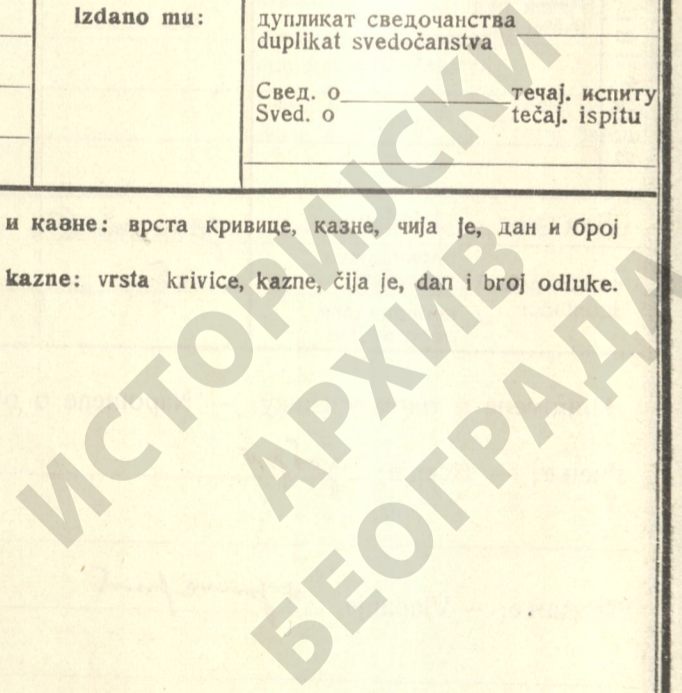 Izdano mu:
дупликат сведочанства
duplikat svedočanstva
Свед. о течај. испиту
Sved. o tečaj. ispitu
и казне: врста кривице, казне, чија је, дан и број
kazne: vrsta krivice, kazne, čija je, dan i broj odluke.
ИСТОРИЈСКИ
АРХИВ
БЕОГРАДА